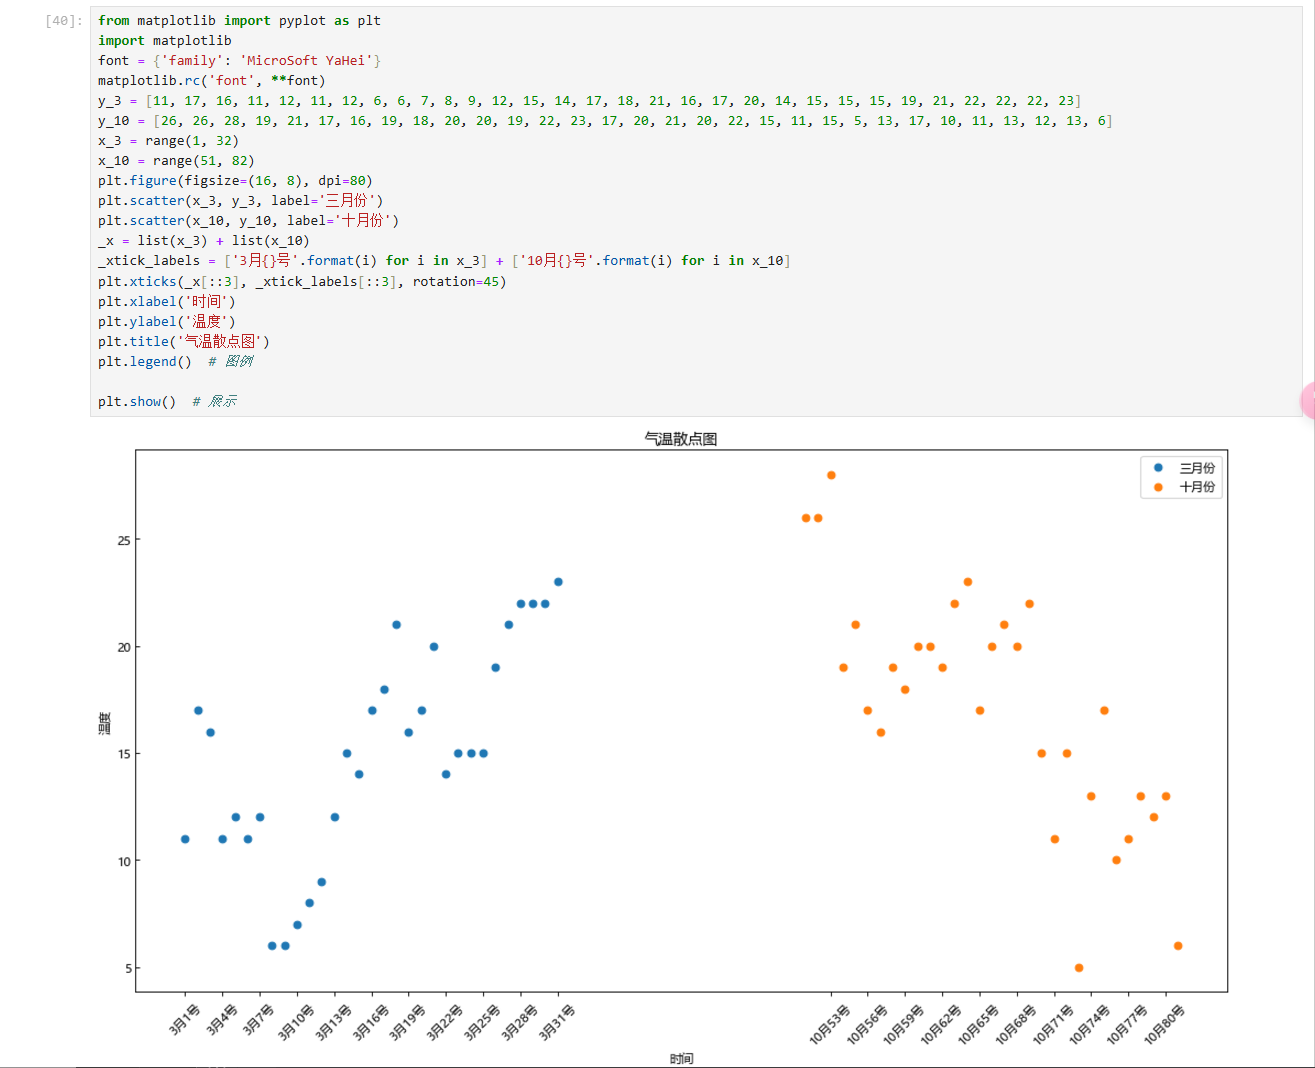 [40]:
from matplotlib import pyplot as plt
import matplotlib
font = {'family': 'MicroSoft YaHei'}
matplotlib.rc('font', **font)
y_3 = [11, 17, 16, 11, 12, 11, 12, 6, 6, 7, 8, 9, 12, 15, 14, 17, 18, 21, 16, 17, 20, 14, 15, 15, 15, 19, 21, 22, 22, 22, 23]
y_10 = [26, 26, 28, 19, 21, 17, 16, 19, 18, 20, 20, 19, 22, 23, 17, 20, 21, 20, 22, 15, 11, 15, 5, 13, 17, 10, 11, 13, 12, 13, 6]
x_3 = range(1, 32)
x_10 = range(51, 82)
plt.figure(figsize=(16, 8), dpi=80)
plt.scatter(x_3, y_3, label='三月份')
plt.scatter(x_10, y_10, label='十月份')
_x = list(x_3) + list(x_10)
_xtick_labels = ['3月{}号'.format(i) for i in x_3] + ['10月{}号'.format(i) for i in x_10]
plt.xticks(_x[::3], _xtick_labels[::3], rotation=45)
plt.xlabel('时间')
plt.ylabel('温度')
plt.title('气温散点图')
plt.legend()  # 图例
plt.show()  # 展示
气温散点图
三月份
十月份
25
20
15
10
5
温度
3月1号 3月4号 3月7号 3月10号 3月13号 3月16号 3月19号 3月22号 3月25号 3月28号 3月31号 10月53号 10月56号 10月59号 10月62号 10月65号 10月68号 10月71号 10月74号 10月77号 10月80号
时间